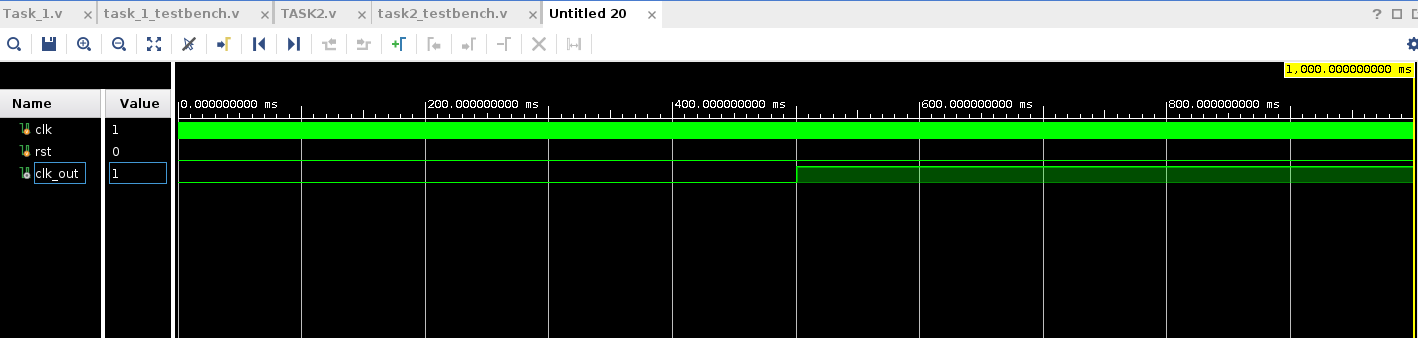 Task_1.v × task_1_testbench.v × TASK2.v × task2_testbench.v × Untitled 20 × ?
1,000.000000000 ms
Name Value 0.000000000 ms 200.000000000 ms 400.000000000 ms 600.000000000 ms 800.000000000 ms
clk 1
rst 0
clk_out 1